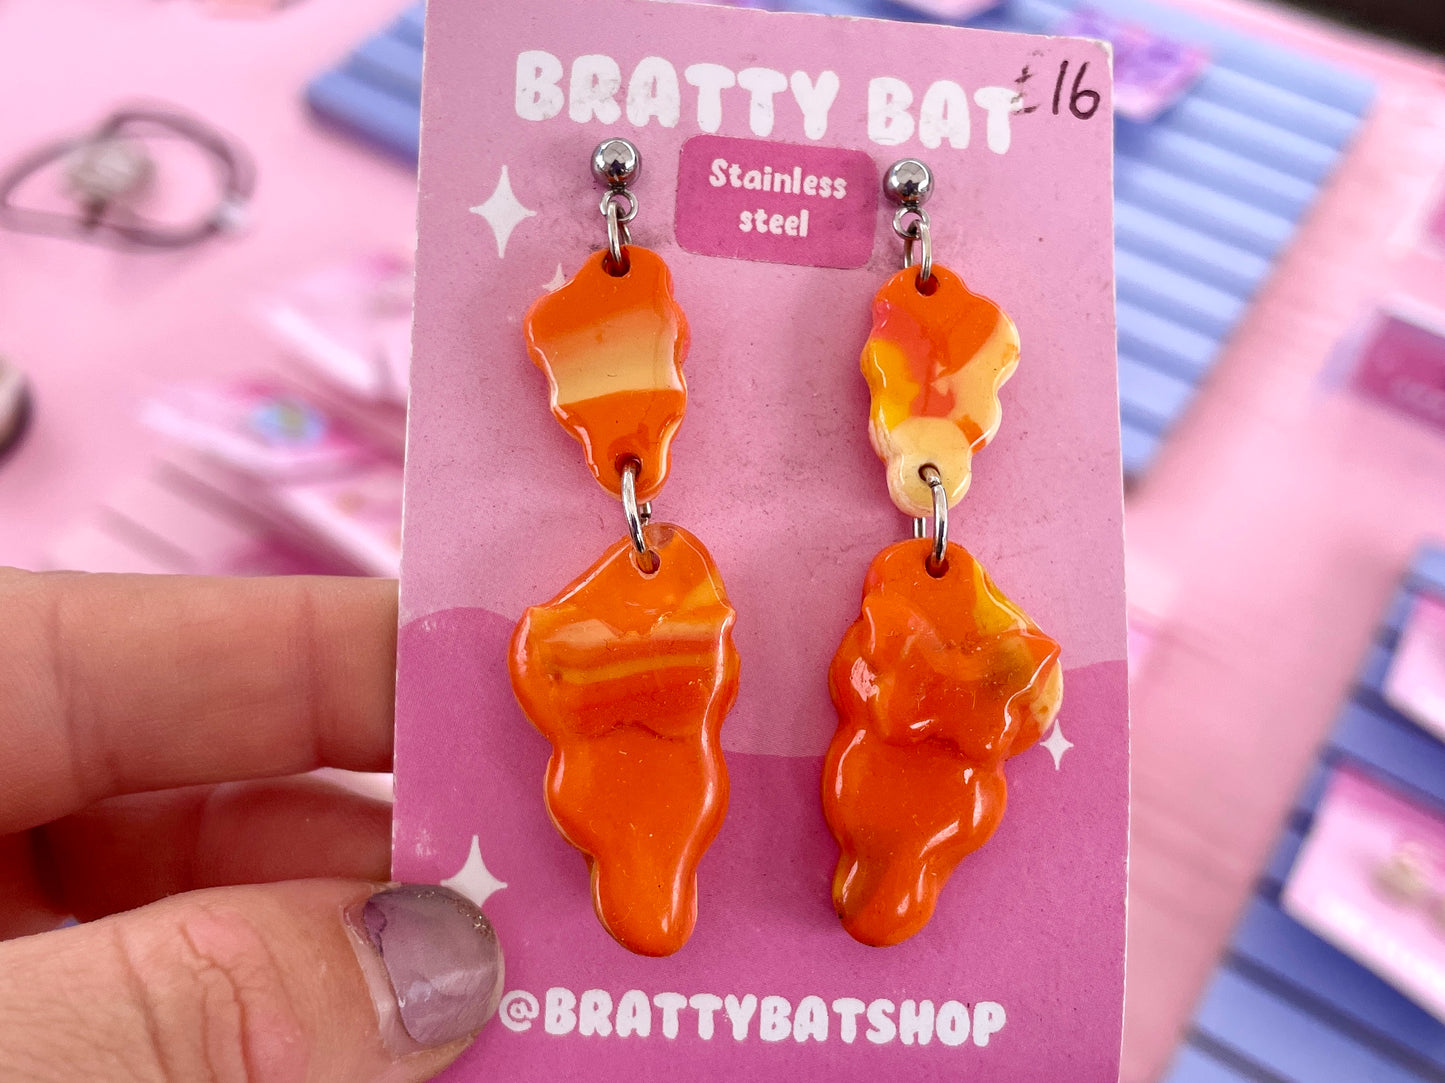 BRATTY BAT
£16
Stainless
steel
@BRATTYBATSHOP